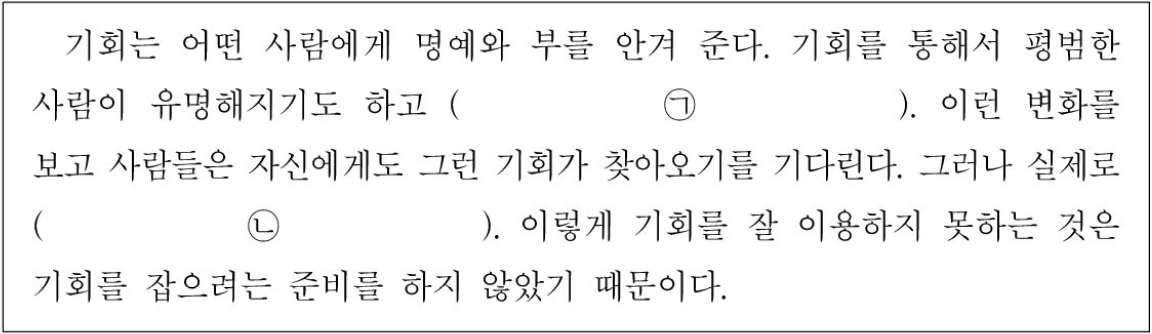 기회는 어떤 사람에게 명예와 부를 안겨 준다. 기회를 통해서 평범한
사람이 유명해지기도 하고 ( ㉠ ). 이런 변화를
보고 사람들은 자신에게도 그런 기회가 찾아오기를 기다린다. 그러나 실제로
( ㉡ ). 이렇게 기회를 잘 이용하지 못하는 것은
기회를 잡으려는 준비를 하지 않았기 때문이다.